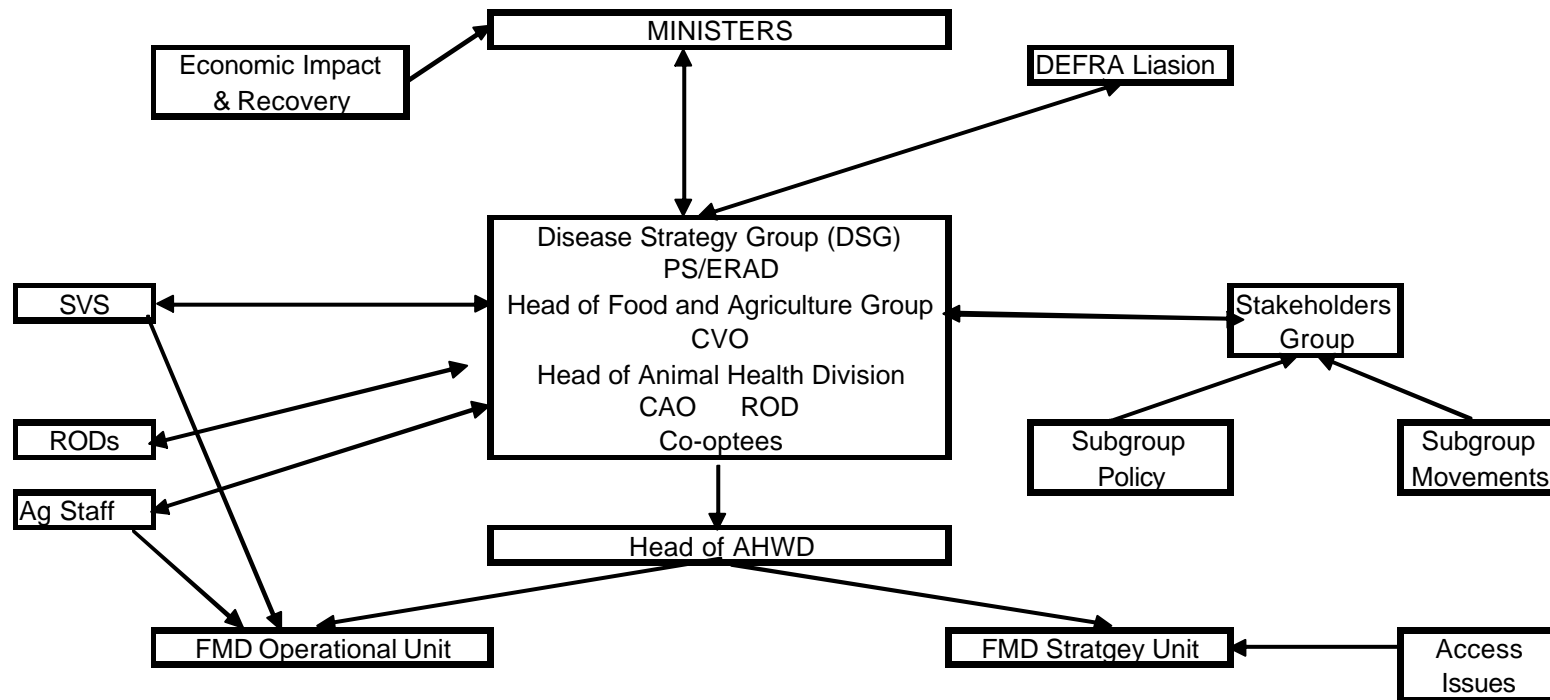 MINISTERS
Economic Impact
& Recovery
DEFRA Liasion
Disease Strategy Group (DSG)
PS/ERAD
Head of Food and Agriculture Group
CVO
Head of Animal Health Division
CAO ROD
Co-optees
SVS
RODs
Ag Staff
Stakeholders
Group
Subgroup
Policy
Subgroup
Movements
Head of AHWD
FMD Operational Unit
FMD Stratgey Unit
Access
Issues